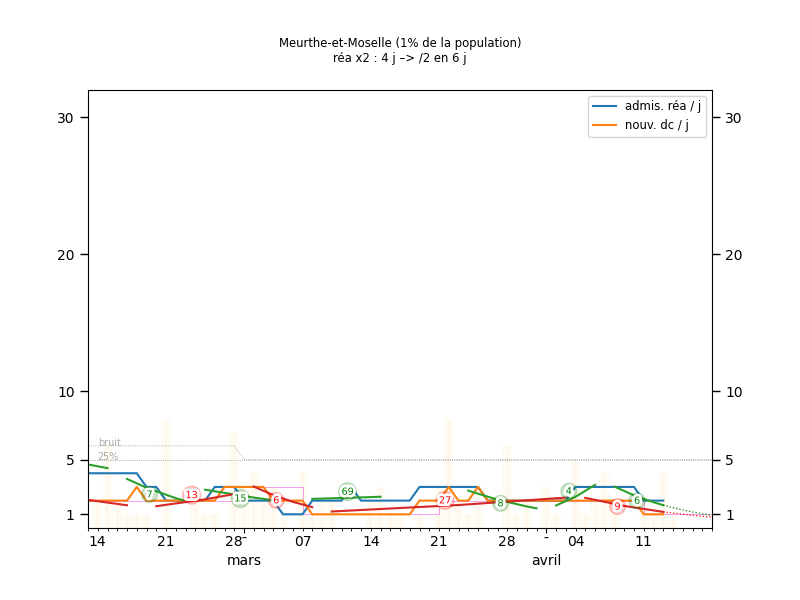 Meurthe-et-Moselle (1% de la population)
réa x2 : 4 j –> /2 en 6 j
admis. réa / j
nouv. dc / j
30 30
20 20
10 10
bruit
25%
5 5
7 13 15 6 69 27 8 4 9 6
1 1
14 21 28 07 14 21 28 04 11
mars avril